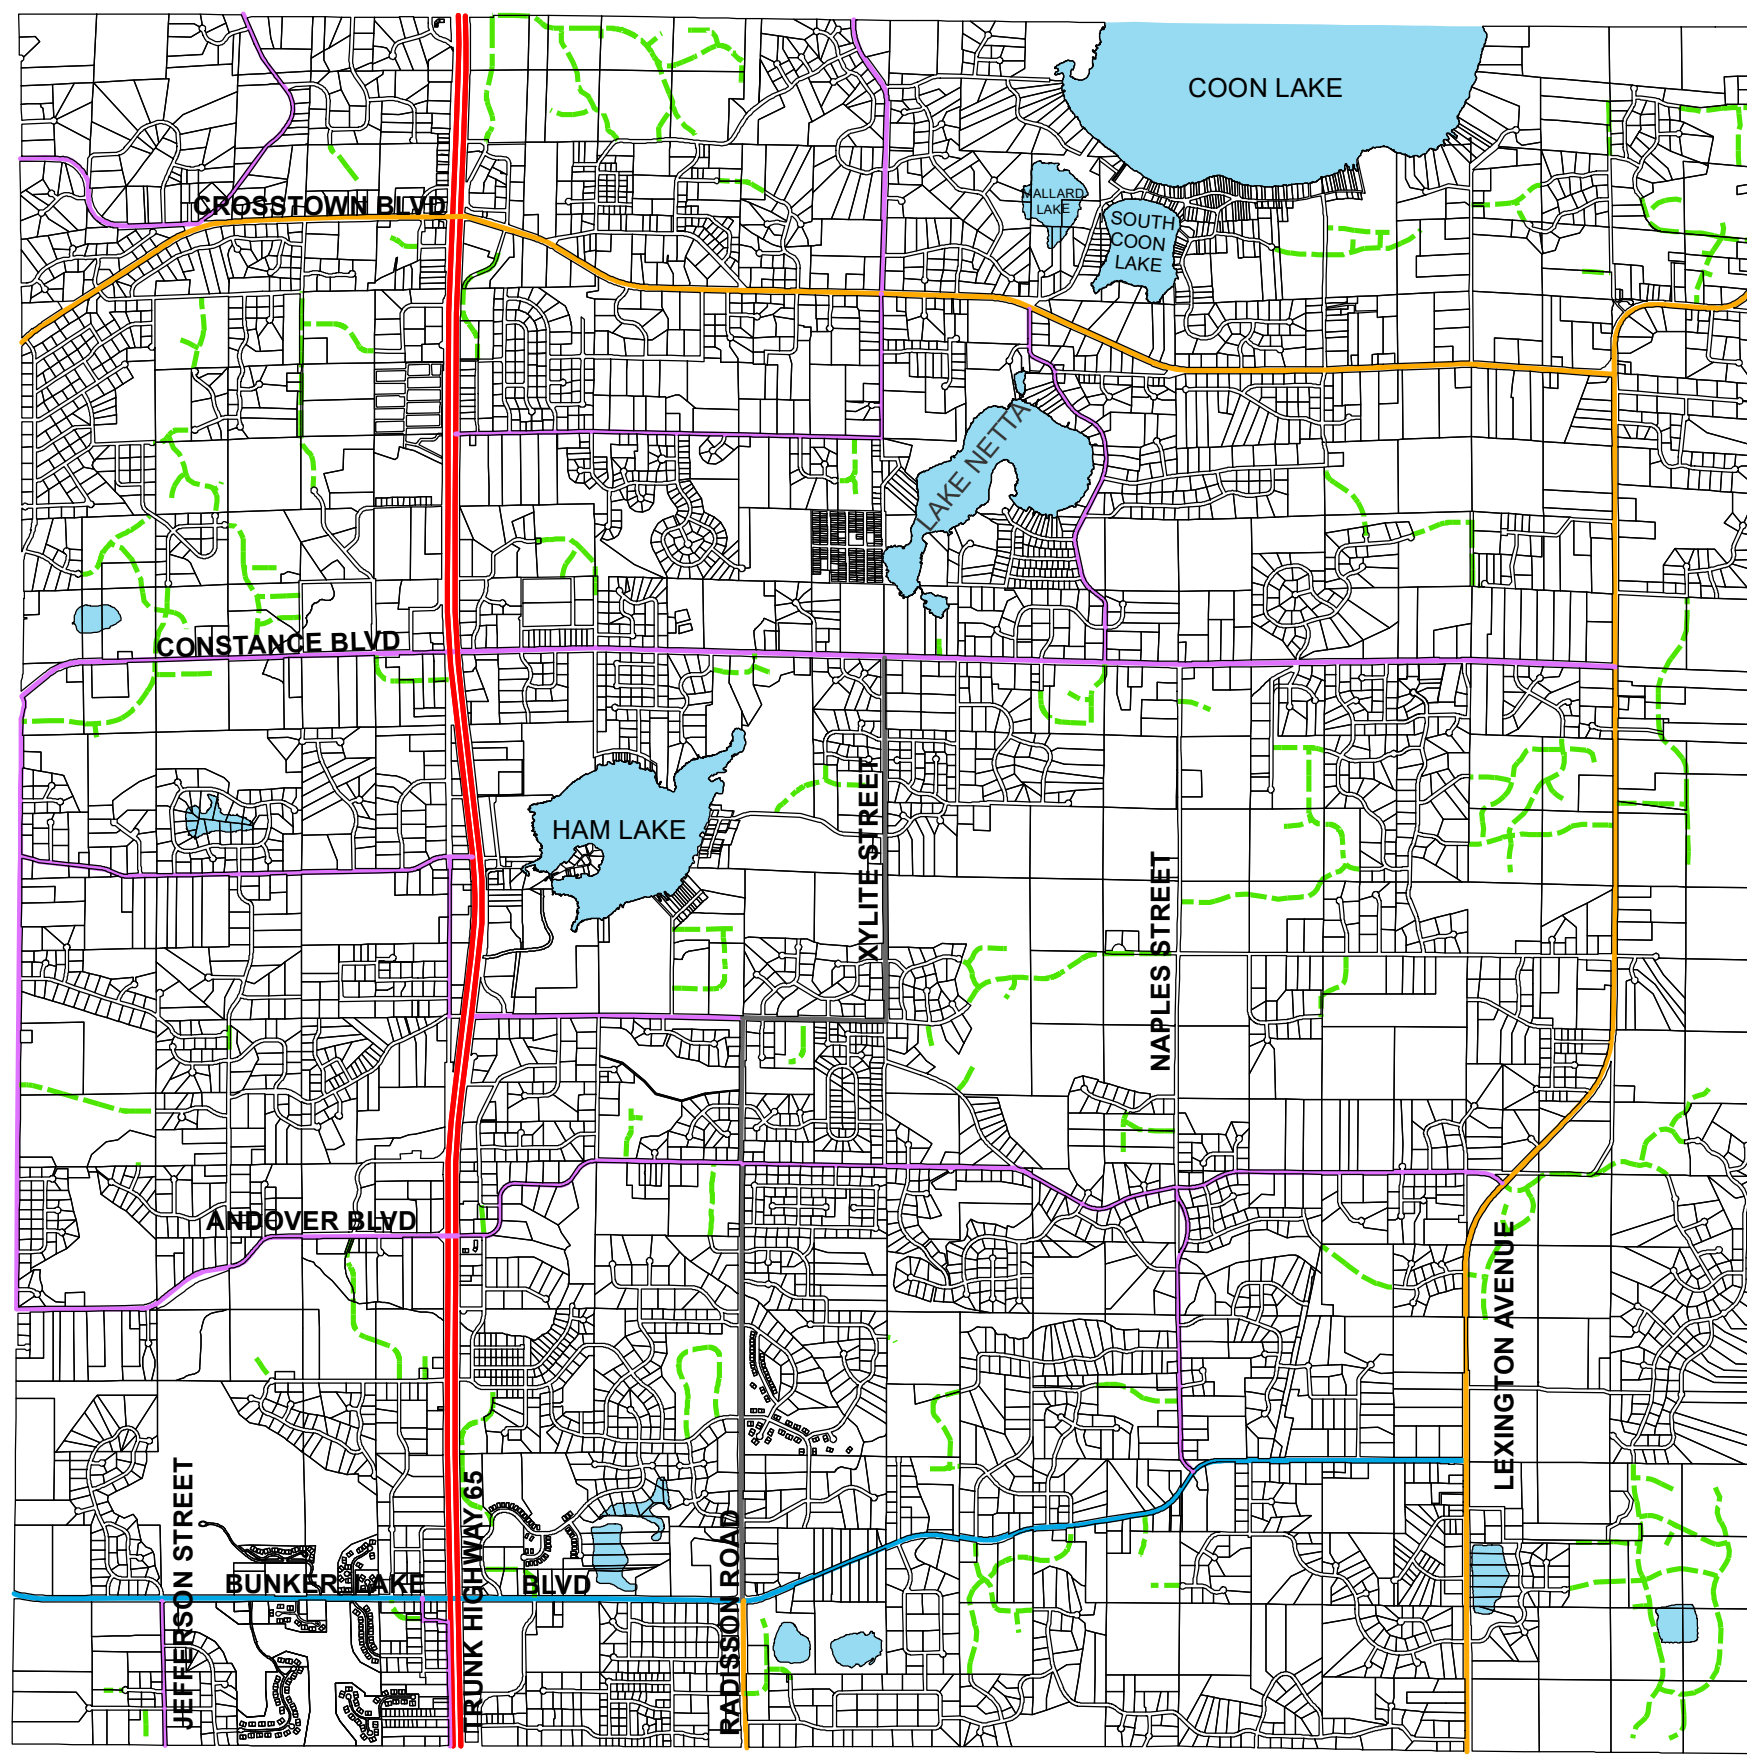 COON LAKE
MALLARD
LAKE
CROSSTOWN BLVD
SOUTH
COON
LAKE
LAKE NETTA
CONSTANCE BLVD
HAM LAKE
XYLITE STREET
NAPLES STREET
ANDOVER BLVD
LEXINGTON AVENUE
JEFFERSON STREET
TRUNK HIGHWAY 65
RADISSON ROAD
BUNKER LAKE BLVD